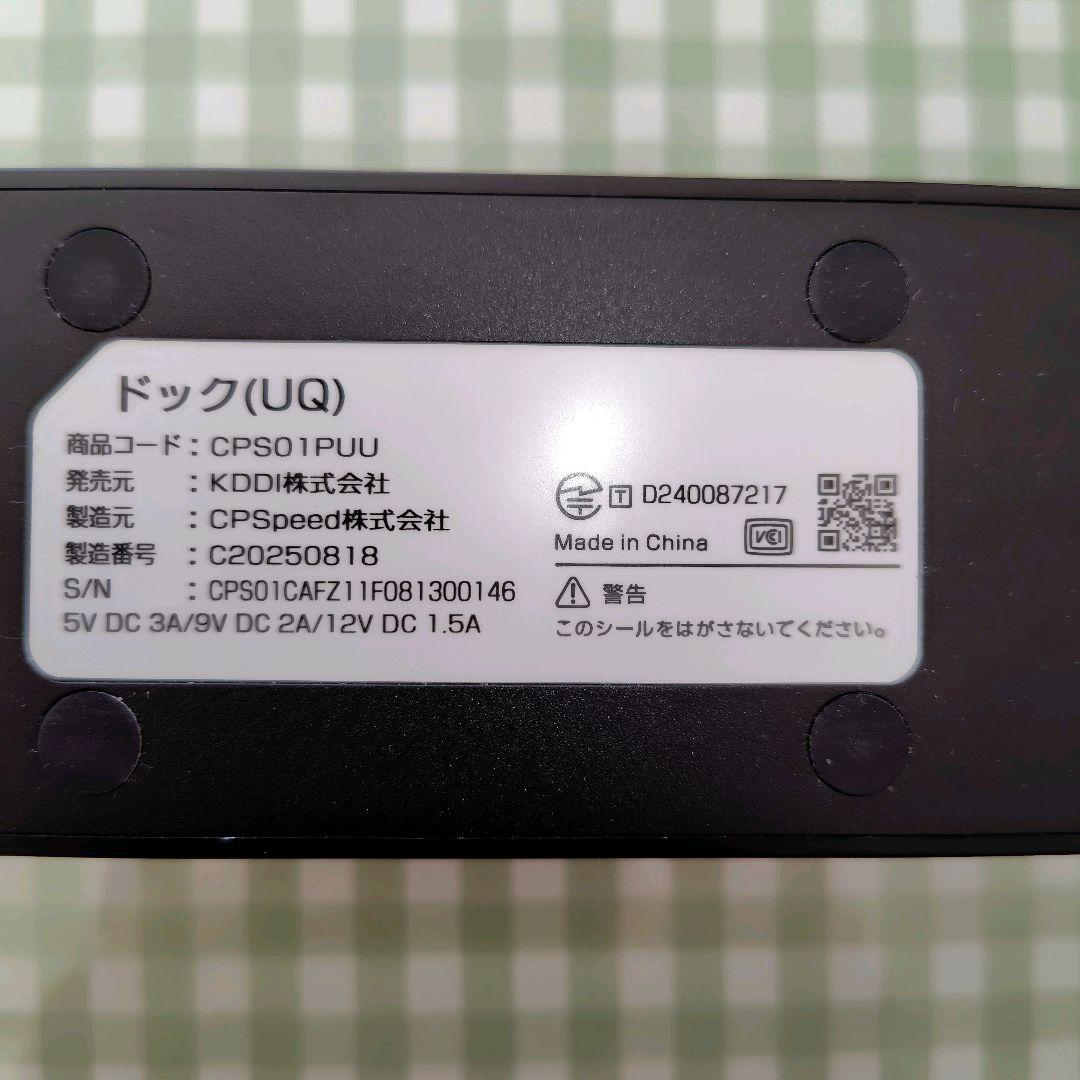 ドック(UQ)
商品コード：CPS01PUU
発売元　：KDDI株式会社
製造元　：CPSpeed株式会社
製造番号　：C20250818
S/N　：CPS01CAFZ11F081300146
5V DC 3A/9V DC 2A/12V DC 1.5A
T D240087217
Made in China VCI
警告
このシールをはがさないでください。